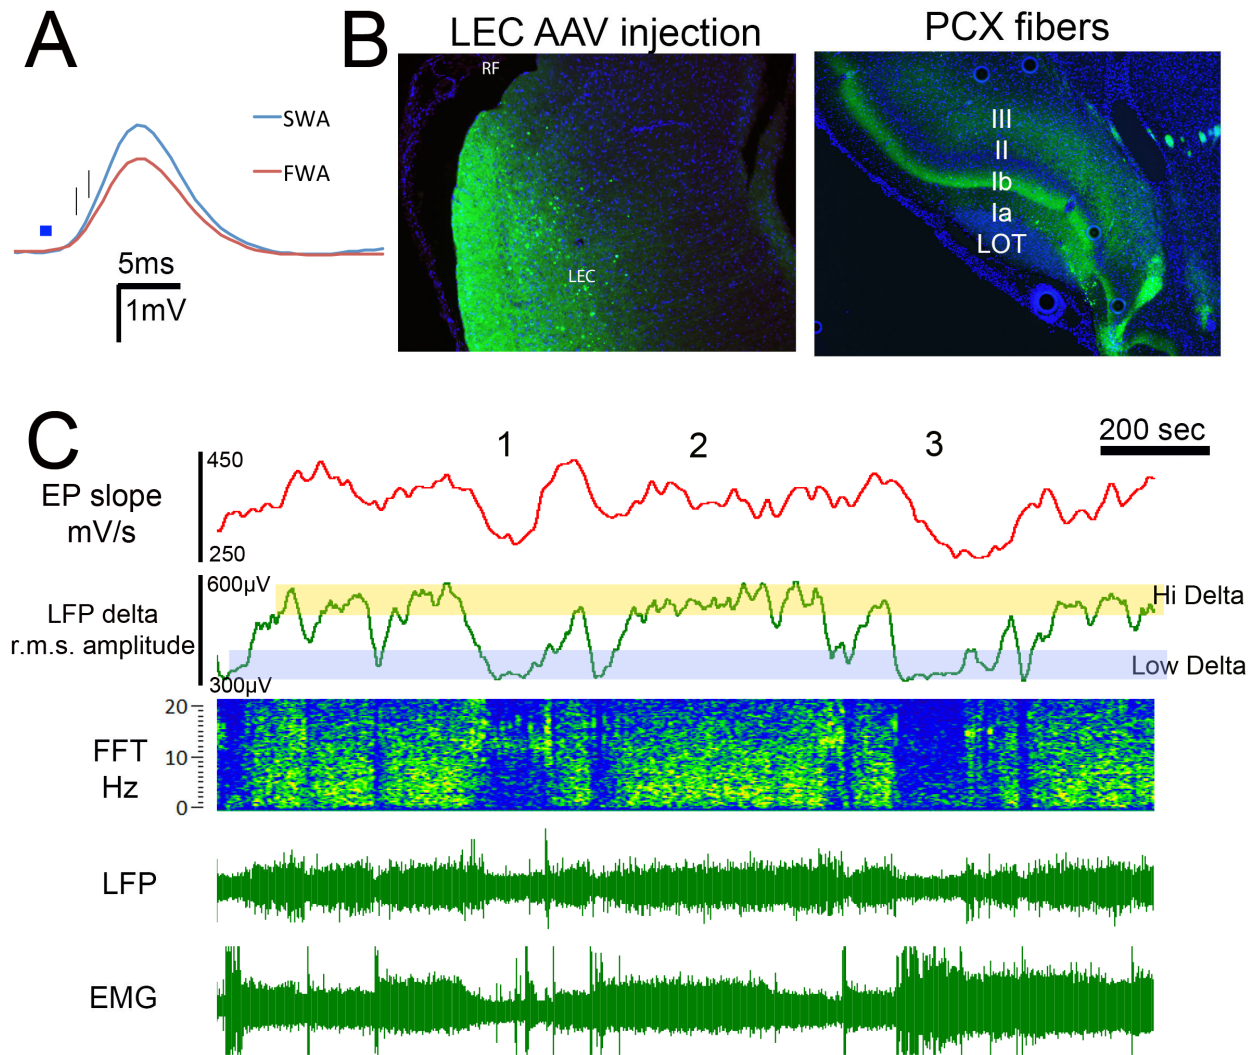 A
SWA
FWA
5ms
1mV
B
LEC AAV injection
RF
LEC
PCX fibers
III
II
Ib
Ia
LOT
C
1 2 3
200 sec
EP slope
mV/s
450
250
LFP delta
r.m.s. amplitude
600µV
300µV
Hi Delta
Low Delta
FFT
Hz
20
10
0
LFP
EMG